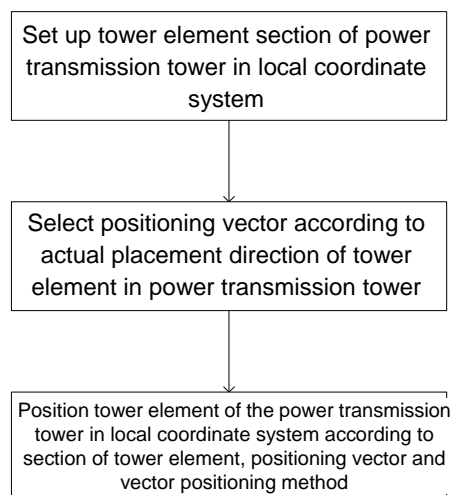 Set up tower element section of power
transmission tower in local coordinate
system
Select positioning vector according to
actual placement direction of tower
element in power transmission tower
Position tower element of the power transmission
tower in local coordinate system according to
section of tower element, positioning vector and
vector positioning method